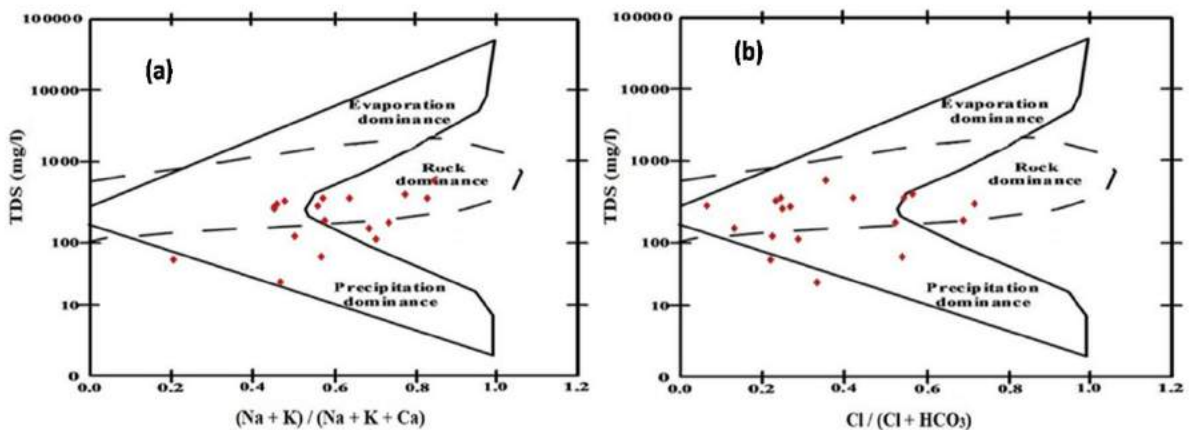 (a)
100000
10000
1000
100
10
0
TDS (mg/l)
Evaporation
dominance
Rock
dominance
Precipitation
dominance
0.0 0.2 0.4 0.6 0.8 1.0 1.2
(Na + K) / (Na + K + Ca)
(b)
100000
10000
1000
100
10
0
TDS (mg/l)
Evaporation
dominance
Rock
dominance
Precipitation
dominance
0.0 0.2 0.4 0.6 0.8 1.0 1.2
Cl / (Cl + HCO₃)